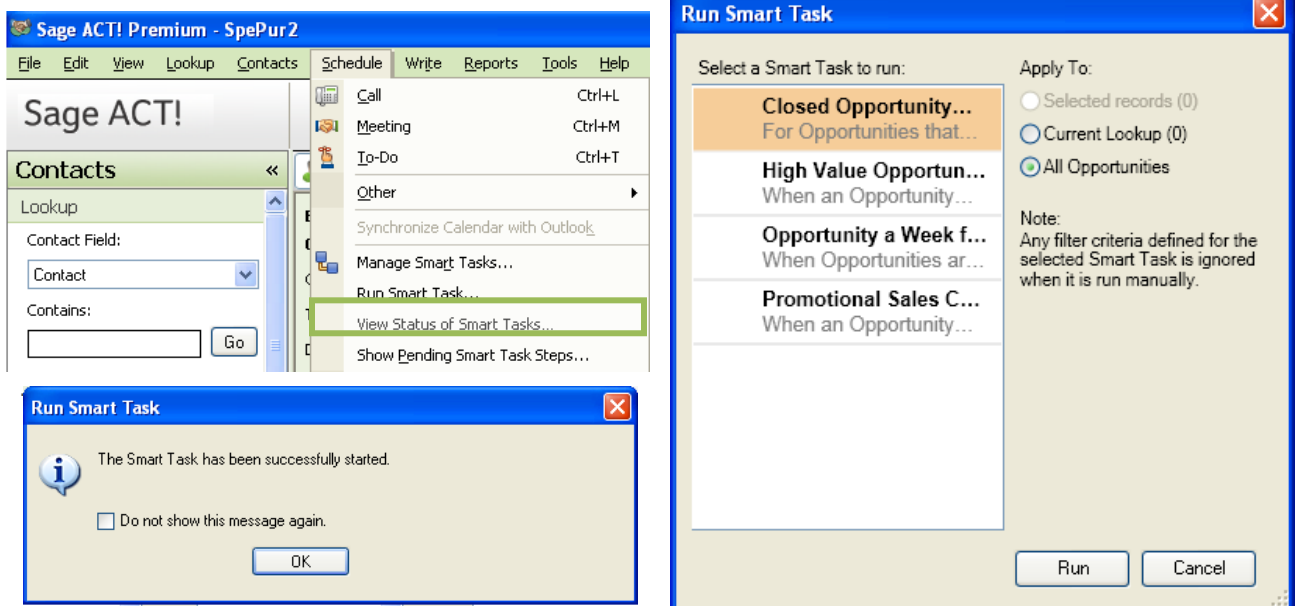 Sage ACT! Premium - SpePur2
File Edit View Lookup Contacts Schedule Write Reports Tools Help
Sage ACT!
Contacts «
Lookup
Contact Field:
Contact
Contains:
Go
Call Ctrl+L
Meeting Ctrl+M
To-Do Ctrl+T
Other
Synchronize Calendar with Outlook
Manage Smart Tasks...
Run Smart Task...
View Status of Smart Tasks...
Show Pending Smart Task Steps...
Run Smart Task
The Smart Task has been successfully started.
Do not show this message again.
OK
Run Smart Task
Select a Smart Task to run:
Closed Opportunity...
For Opportunities that...
High Value Opportun...
When an Opportunity...
Opportunity a Week f...
When Opportunities ar...
Promotional Sales C...
When an Opportunity...
Apply To:
Selected records (0)
Current Lookup (0)
All Opportunities
Note:
Any filter criteria defined for the
selected Smart Task is ignored
when it is run manually.
Run Cancel